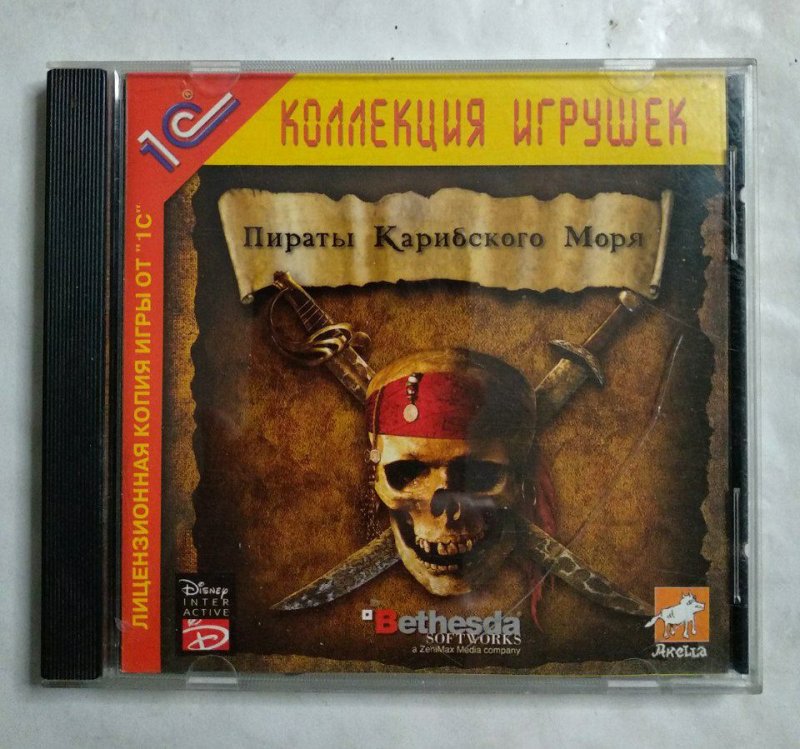 1С®
КОЛЛЕКЦИЯ ИГРУШЕК
ЛИЦЕНЗИОННАЯ КОПИЯ ИГРЫ ОТ "1С"
Пираты Карибского Моря
Disney
INTER
ACTIVE
D
Bethesda
SOFTWORKS
a ZeniMax Media company
Akella